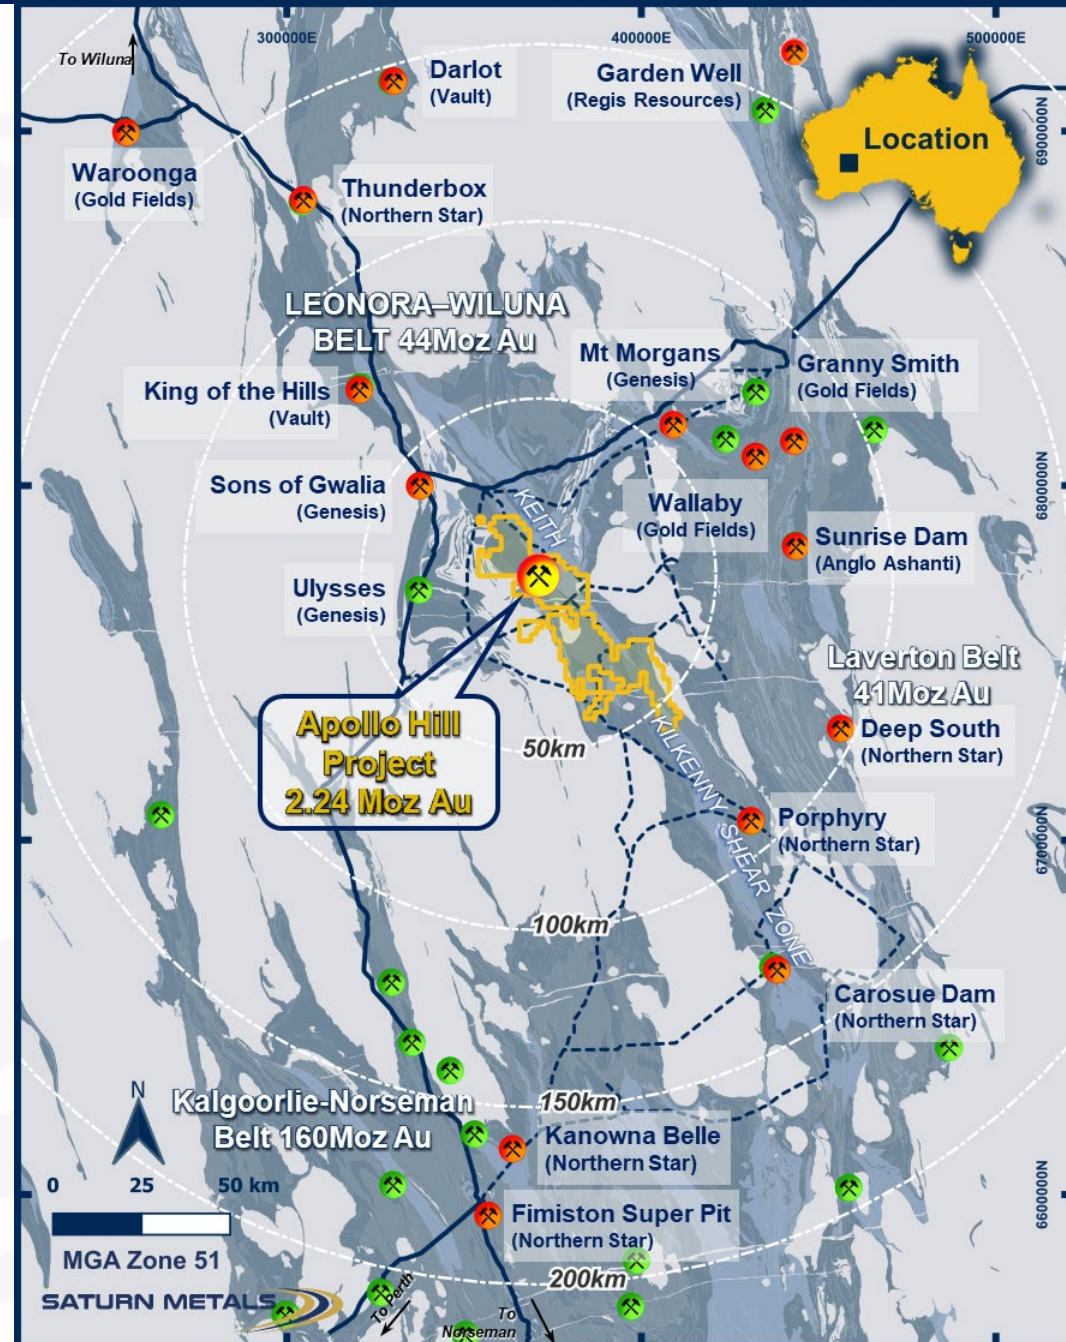 300000E
400000E
500000E
To Wiluna
Darlot
(Vault)
Garden Well
(Regis Resources)
6900000N
Location
Waroonga
(Gold Fields)
Thunderbox
(Northern Star)
LEONORA–WILUNA
BELT 44Moz Au
Mt Morgans
(Genesis)
Granny Smith
(Gold Fields)
King of the Hills
(Vault)
Sons of Gwalia
(Genesis)
6800000N
KEITH
Wallaby
(Gold Fields)
Sunrise Dam
(Anglo Ashanti)
Ulysses
(Genesis)
Laverton Belt
41Moz Au
Apollo Hill
Project
2.24 Moz Au
50km
Deep South
(Northern Star)
KILKENNY SHEAR ZONE
Porphyry
(Northern Star)
6700000N
100km
Carosue Dam
(Northern Star)
N
Kalgoorlie-Norseman
Belt 160Moz Au
150km
Kanowna Belle
(Northern Star)
0 25 50 km
6600000N
Fimiston Super Pit
(Northern Star)
MGA Zone 51
200km
SATURN METALS
To Perth
To
Norseman